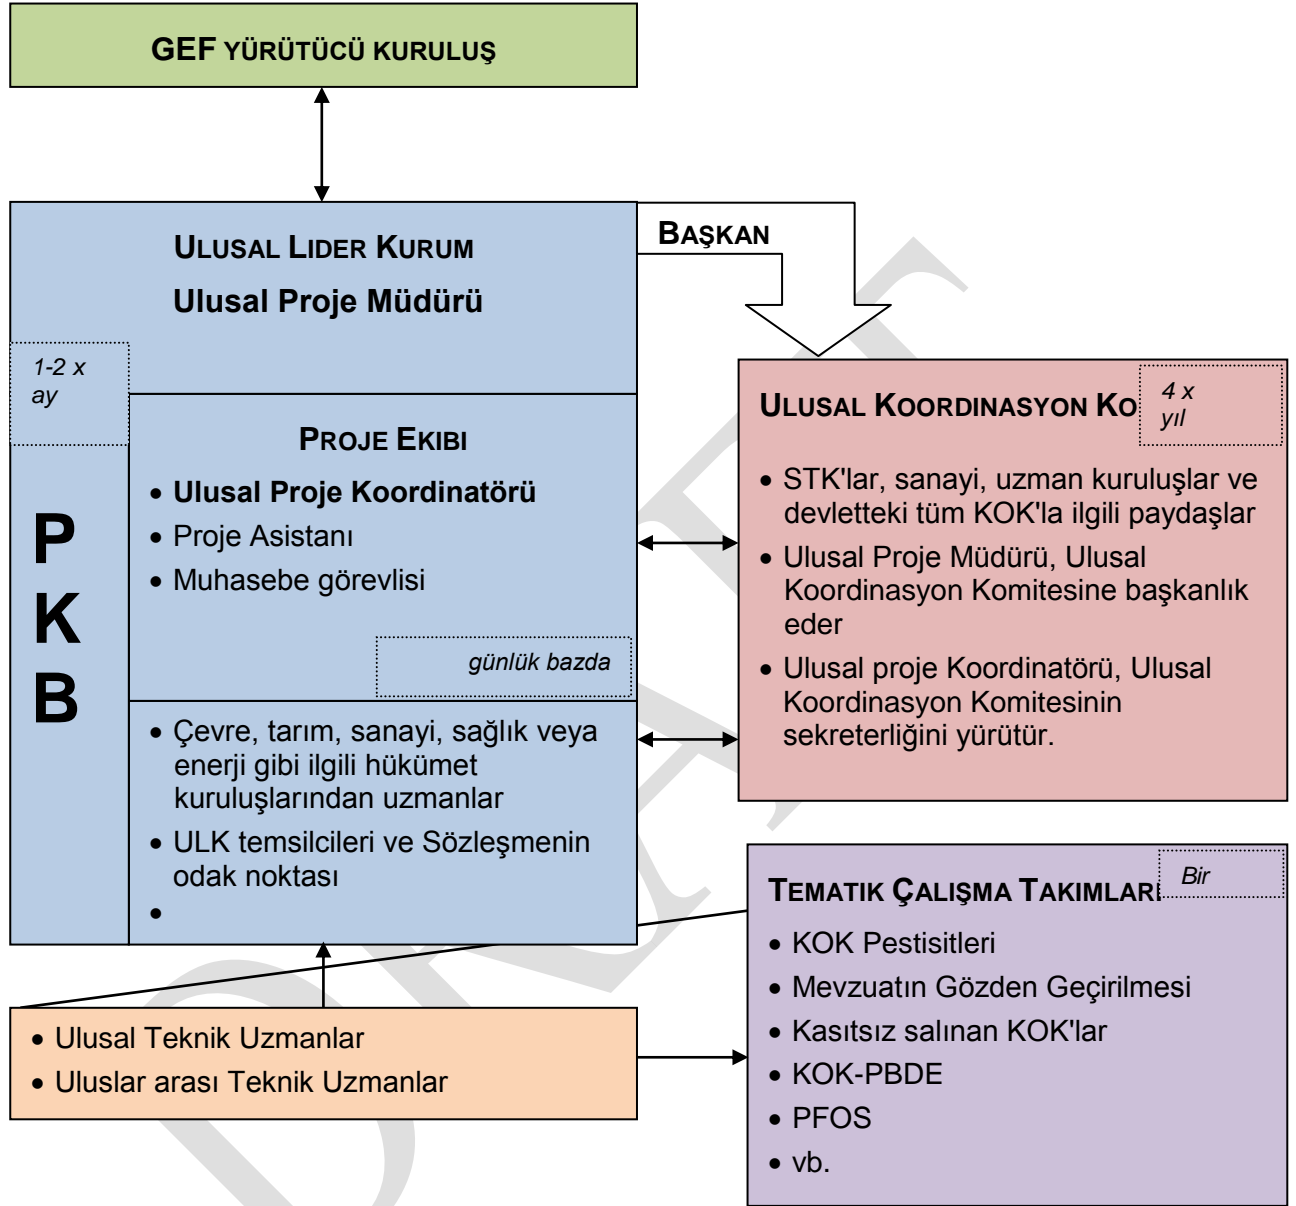 GEF YÜRÜTÜCÜ KURULUŞ
ULUSAL LIDER KURUM
Ulusal Proje Müdürü
BAŞKAN
1-2 x
ay
PROJE EKIBI
• Ulusal Proje Koordinatörü
• Proje Asistanı
• Muhasebe görevlisi
günlük bazda
P
K
B
• Çevre, tarım, sanayi, sağlık veya
enerji gibi ilgili hükümet
kuruluşlarından uzmanlar
• ULK temsilcileri ve Sözleşmenin
odak noktası
•
ULUSAL KOORDINASYON KO
4 x
yıl
• STK'lar, sanayi, uzman kuruluşlar ve
devletteki tüm KOK'la ilgili paydaşlar
• Ulusal Proje Müdürü, Ulusal
Koordinasyon Komitesine başkanlık
eder
• Ulusal proje Koordinatörü, Ulusal
Koordinasyon Komitesinin
sekreterliğini yürütür.
• Ulusal Teknik Uzmanlar
• Uluslar arası Teknik Uzmanlar
TEMATIK ÇALIŞMA TAKIMLARI
Bir
• KOK Pestisitleri
• Mevzuatın Gözden Geçirilmesi
• Kasıtsız salınan KOK'lar
• KOK-PBDE
• PFOS
• vb.
DRAFT